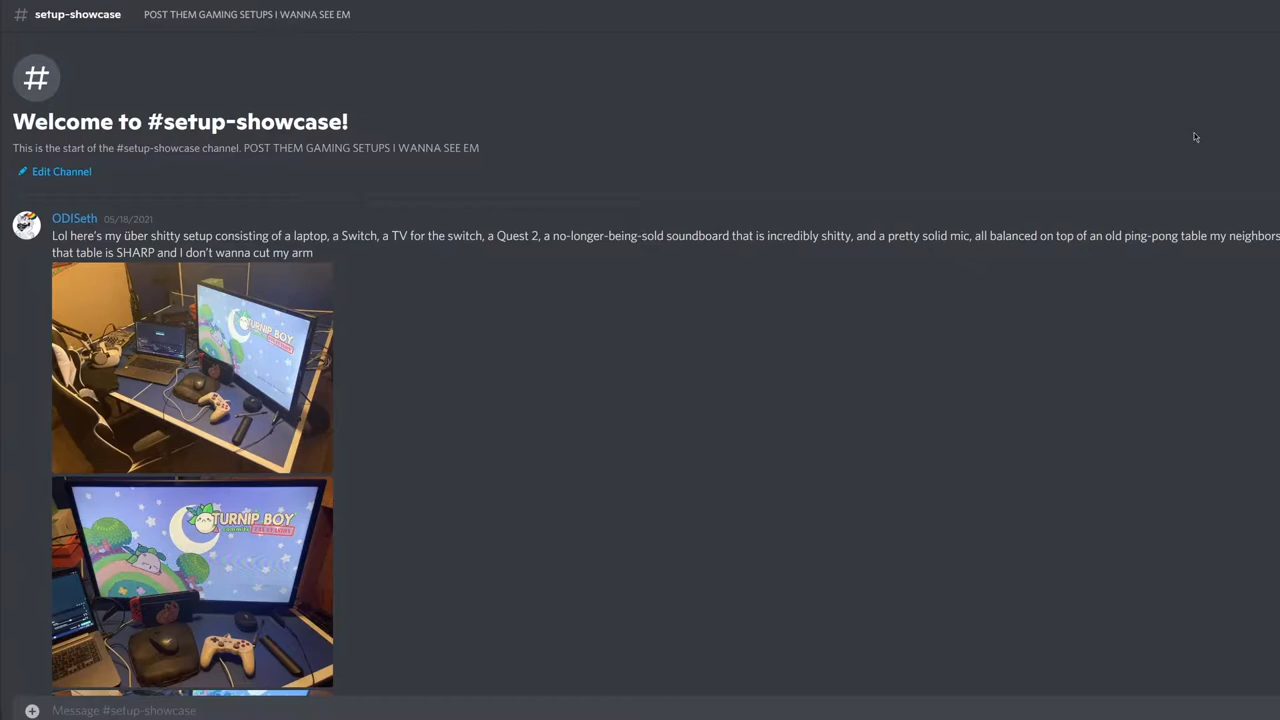 setup-showcase POST THEM GAMING SETUPS I WANNA SEE EM
Welcome to #setup-showcase!
This is the start of the #setup-showcase channel. POST THEM GAMING SETUPS I WANNA SEE EM
Edit Channel
ODISeth 05/18/2021
Lol here's my über shitty setup consisting of a laptop, a Switch, a TV for the switch, a Quest 2, a no-longer-being-sold soundboard that is incredibly shitty, and a pretty solid mic, all balanced on top of an old ping-pong table my neighbors
that table is SHARP and I don't wanna cut my arm
TURNIP BOY
TURNIP BOY
Message #setup-showcase